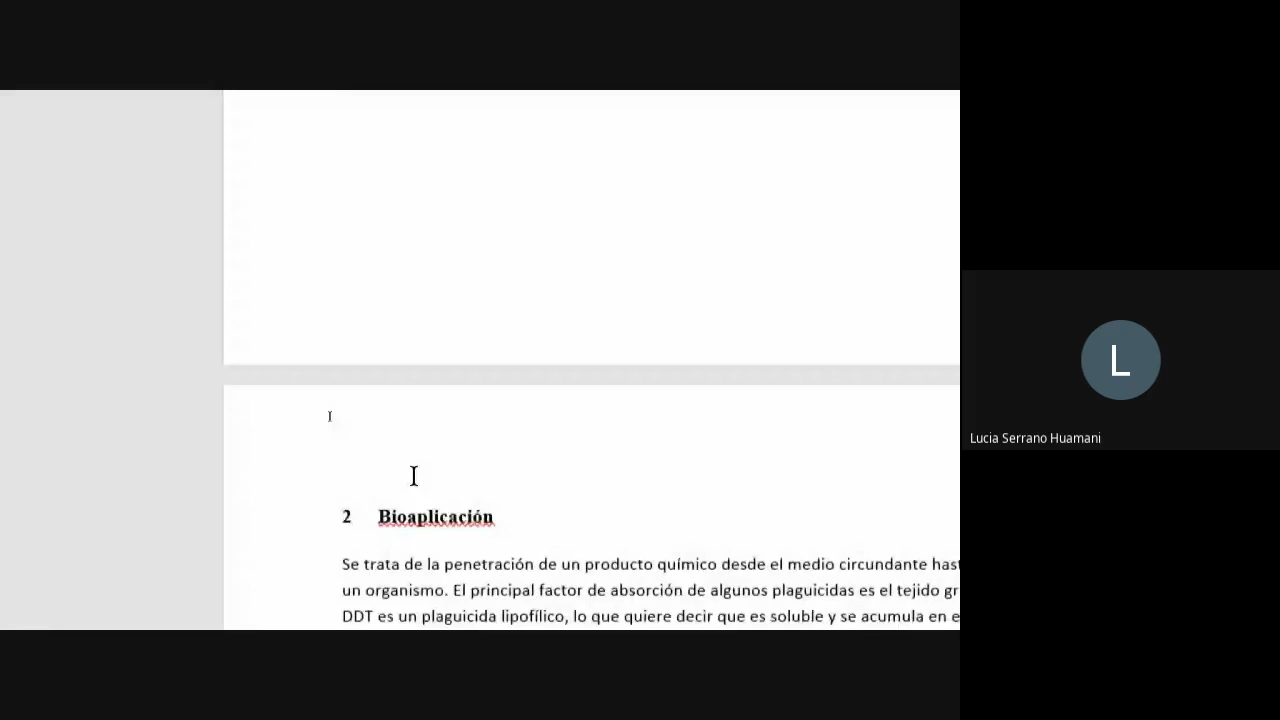 2 Bioaplicación
Se trata de la penetración de un producto químico desde el medio circundante
un organismo. El principal factor de absorción de algunos plaguicidas es el tejido
DDT es un plaguicida lipofílico, lo que quiere decir que es soluble y se acumula en
L
Lucia Serrano Huamani